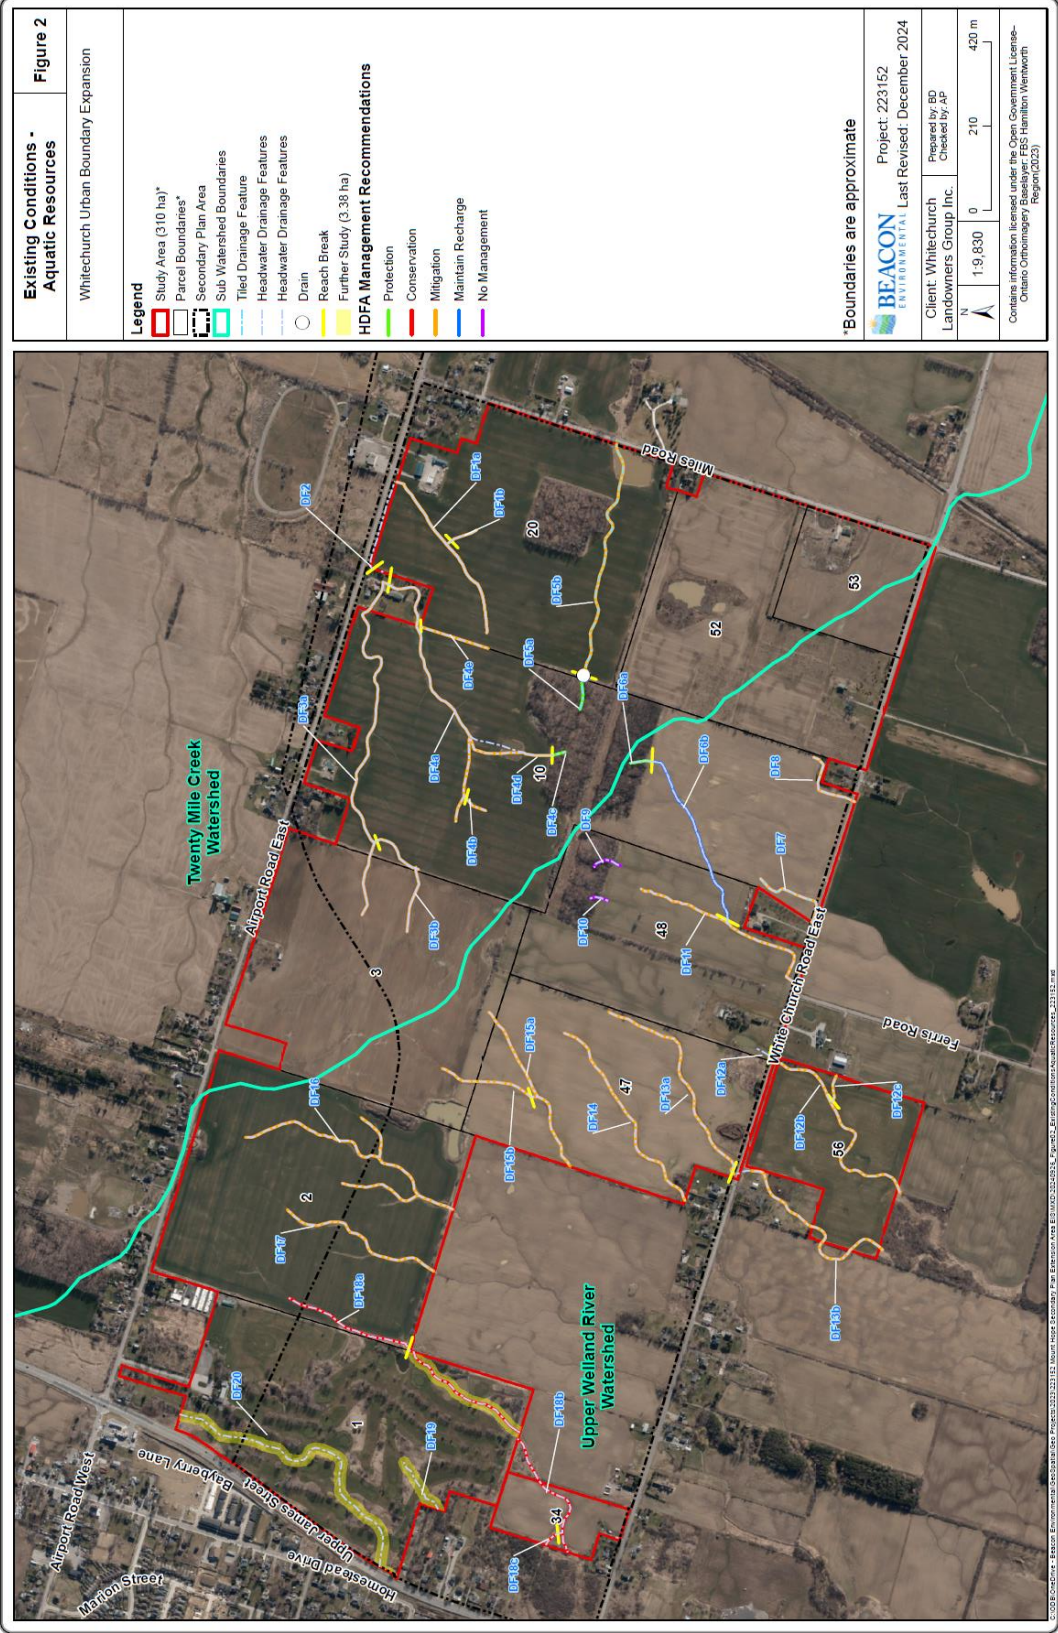 Existing Conditions -
Aquatic Resources
Figure 2
Whitechurch Urban Boundary Expansion
Legend
Study Area (310 ha)*
Parcel Boundaries*
Secondary Plan Area
Sub Watershed Boundaries
Tiled Drainage Feature
Headwater Drainage Features
Headwater Drainage Features
Drain
Reach Break
Further Study (3.38 ha)
HDFA Management Recommendations
Protection
Conservation
Mitigation
Maintain Recharge
No Management
*Boundaries are approximate
BEACON
ENVIRONMENTAL
Project: 223152
Last Revised: December 2024
Client: Whitechurch
Landowners Group Inc.
Prepared by: BD
Checked by: AP
N
1:9,830
0 210 420 m
Contains information licensed under the Open Government License–
Ontario Orthoimagery Baselayer: FBS Hamilton Wentworth
Region(2023)
Airport Road West
Marion Street
Homestead Drive
Upper James Street
Bayberry Lane
Airport Road East
Twenty Mile Creek
Watershed
Upper Welland River
Watershed
White Church Road East
Ferris Road
Miles Road
DF20
DF19
DF18a
DF18b
DF18c
DF17
DF16
DF15a
DF15b
DF14
DF13a
DF13b
DF12a
DF12b
DF12c
DF11
DF10
DF9
DF8
DF7
DF6a
DF6b
DF5a
DF5b
DF4a
DF4b
DF4c
DF4d
DF4e
DF3a
DF3b
DF2
DF1a
DF1b
1
2
3
10
20
34
47
48
52
53
56